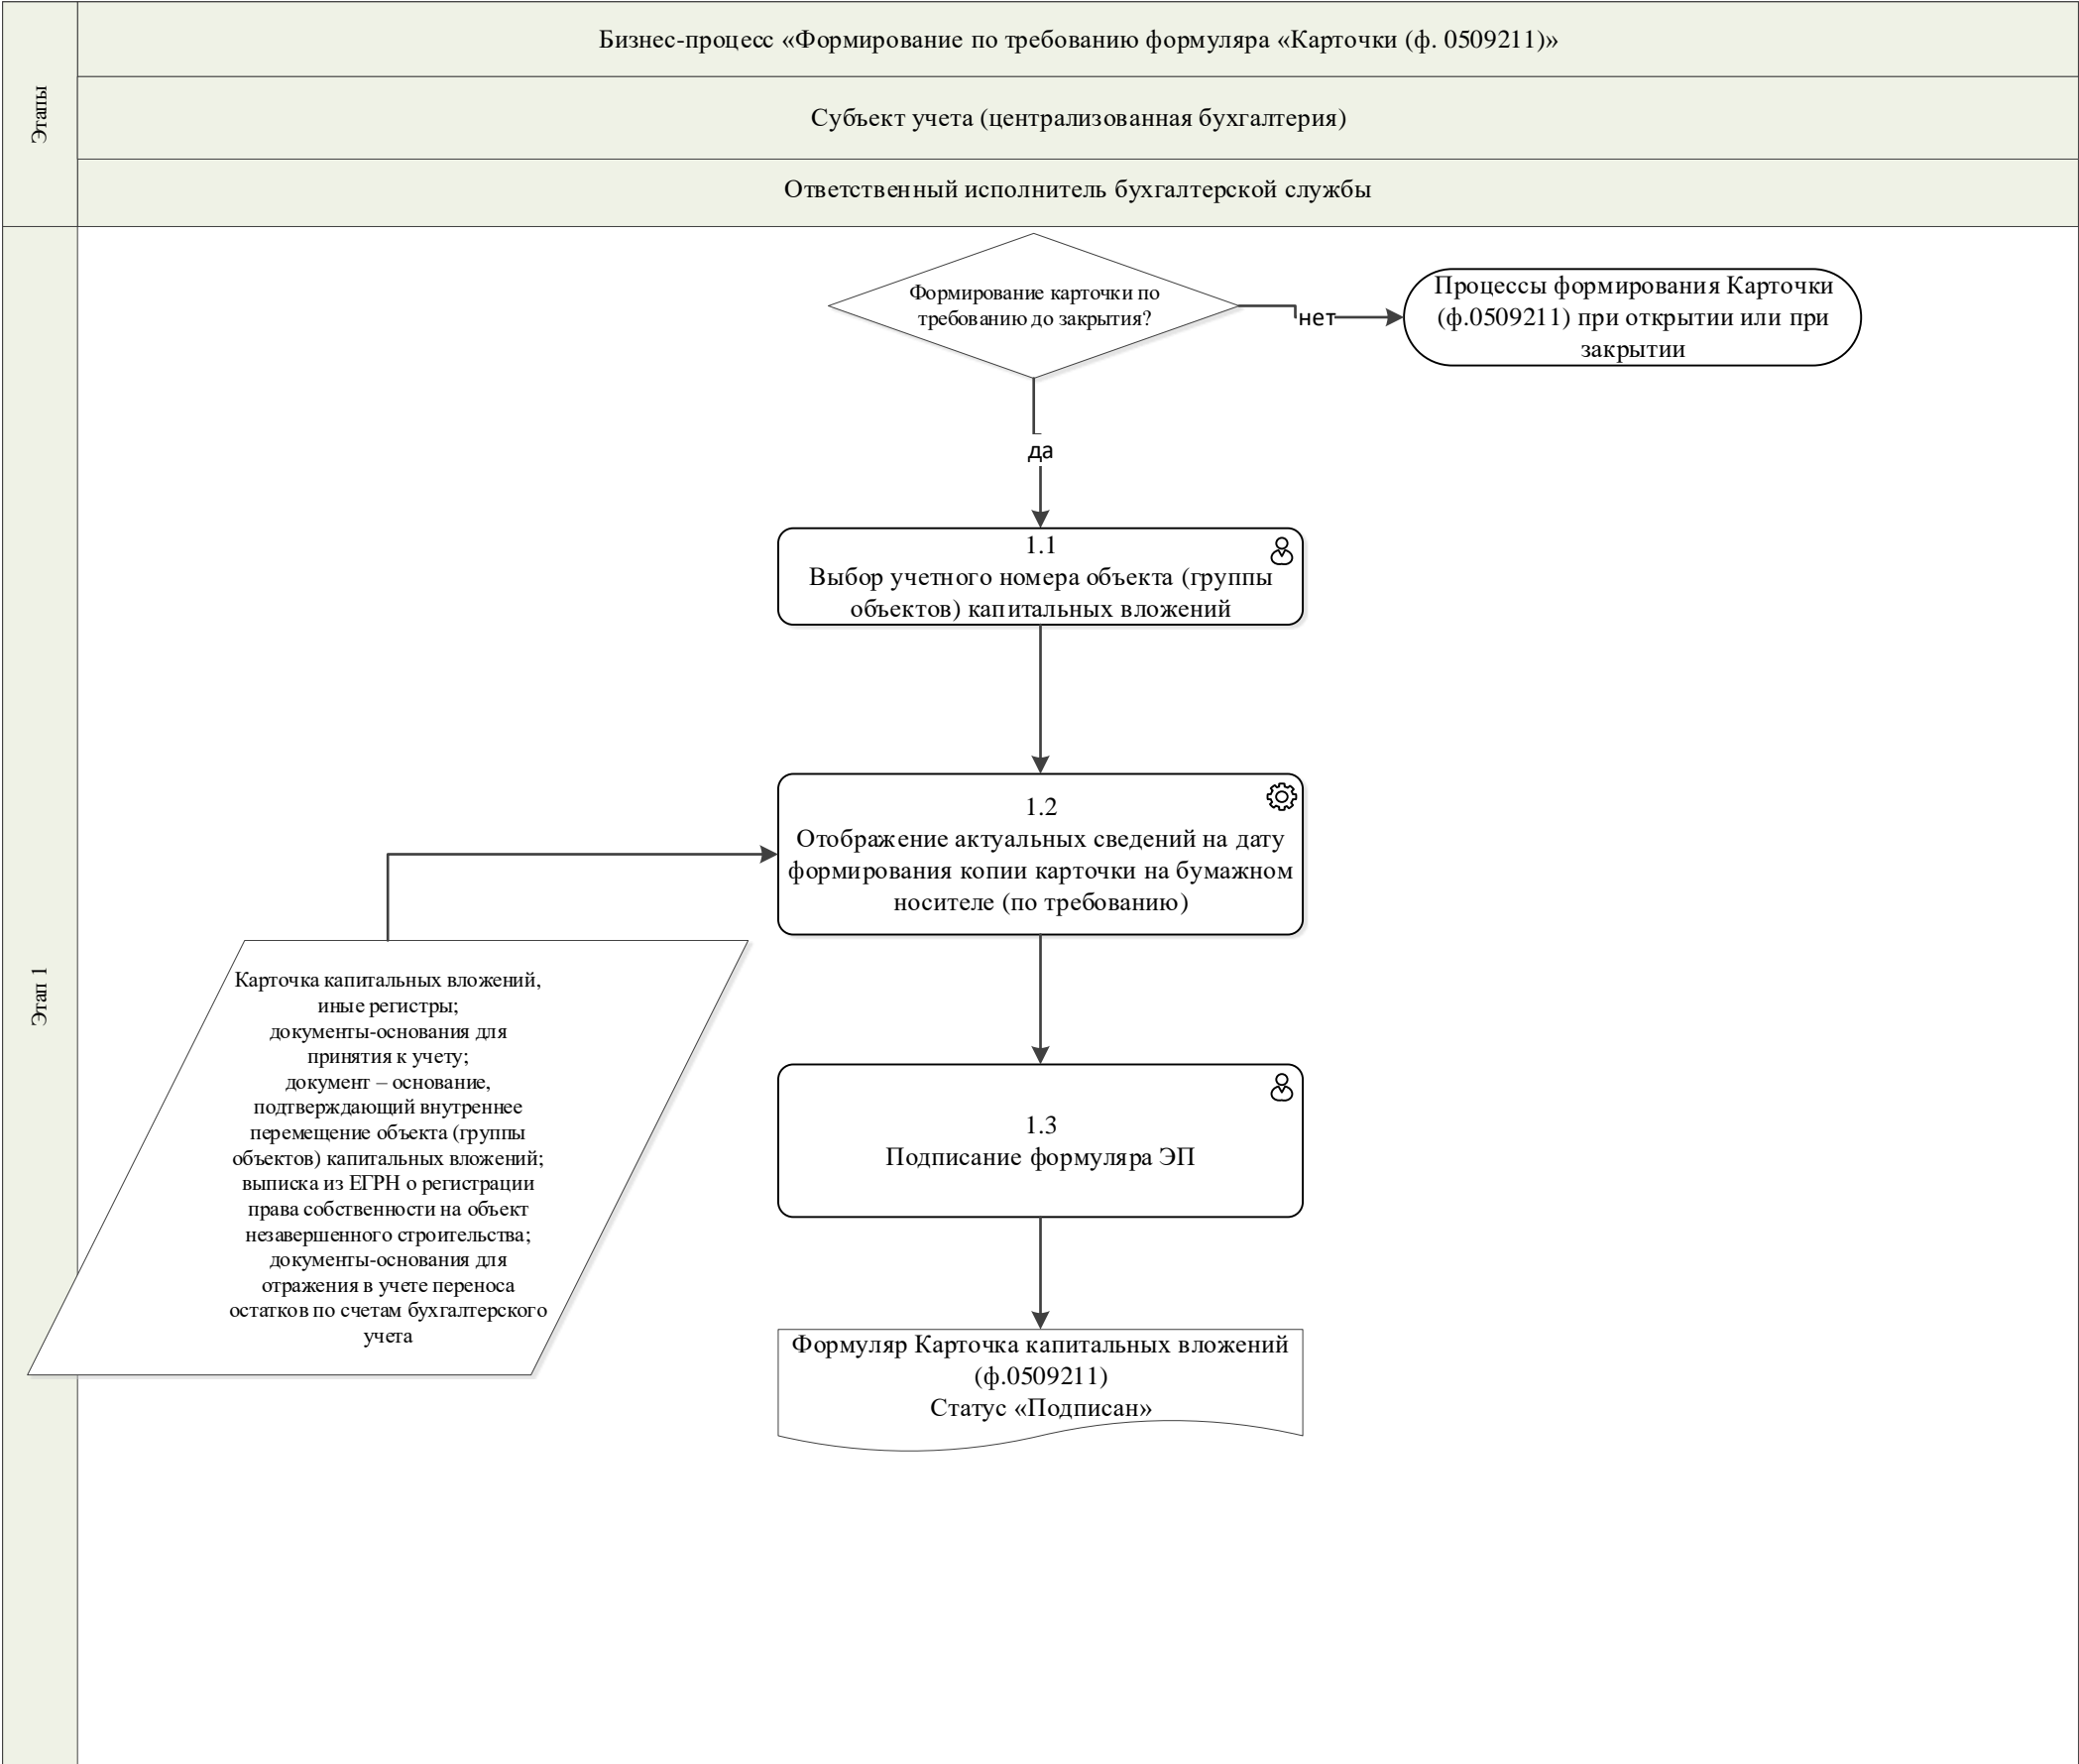 Бизнес-процесс «Формирование по требованию формуляра «Карточки (ф. 0509211)»
Этапы
Субъект учета (централизованная бухгалтерия)
Ответственный исполнитель бухгалтерской службы
Формирование карточки по
требованию до закрытия?
нет
Процессы формирования Карточки
(ф.0509211) при открытии или при
закрытии
да
1.1
Выбор учетного номера объекта (группы
объектов) капитальных вложений
1.2
Отображение актуальных сведений на дату
формирования копии карточки на бумажном
носителе (по требованию)
Этап 1
Карточка капитальных вложений,
иные регистры;
документы-основания для
принятия к учету;
документ – основание,
подтверждающий внутреннее
перемещение объекта (группы
объектов) капитальных вложений;
выписка из ЕГРН о регистрации
права собственности на объект
незавершенного строительства;
документы-основания для
отражения в учете переноса
остатков по счетам бухгалтерского
учета
1.3
Подписание формуляра ЭП
Формуляр Карточка капитальных вложений
(ф.0509211)
Статус «Подписан»